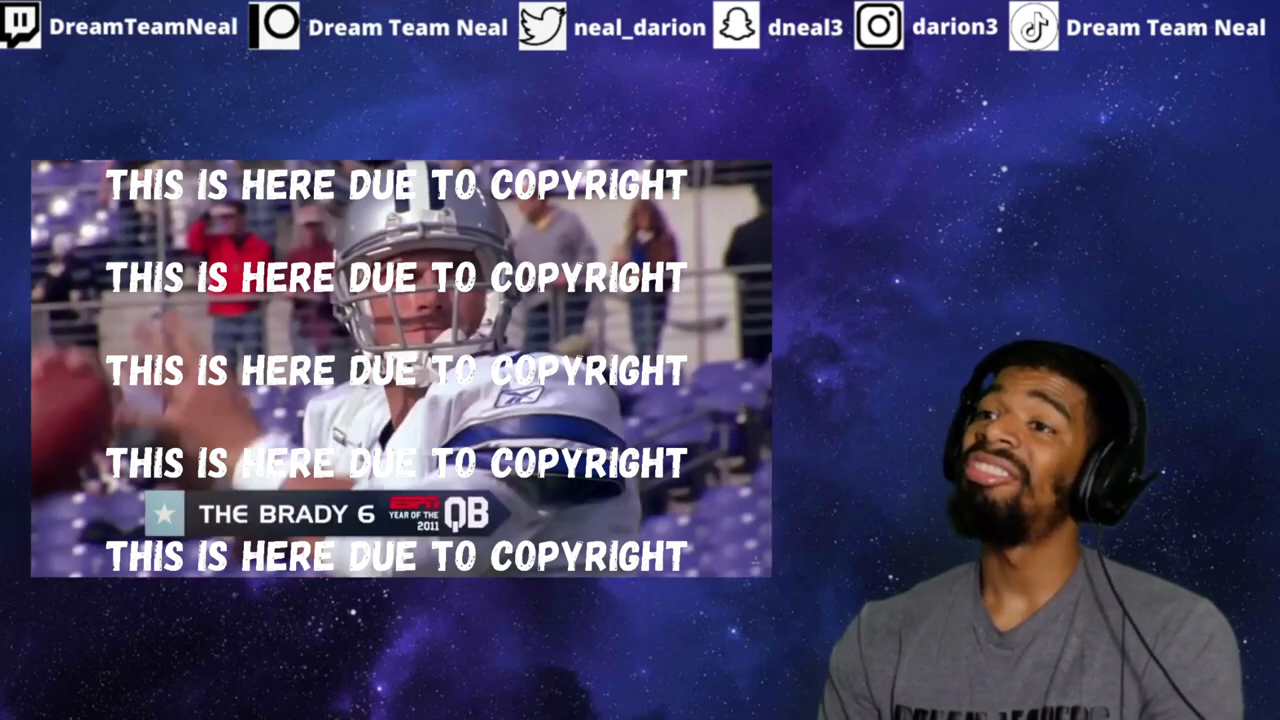 DreamTeamNeal Dream Team Neal neal_darion dneal3 darion3 Dream Team Neal
THIS IS HERE DUE TO COPYRIGHT
THIS IS HERE DUE TO COPYRIGHT
THIS IS HERE DUE TO COPYRIGHT
THIS IS HERE DUE TO COPYRIGHT
THE BRADY 6 ESPN YEAR OF THE 2011 QB
THIS IS HERE DUE TO COPYRIGHT